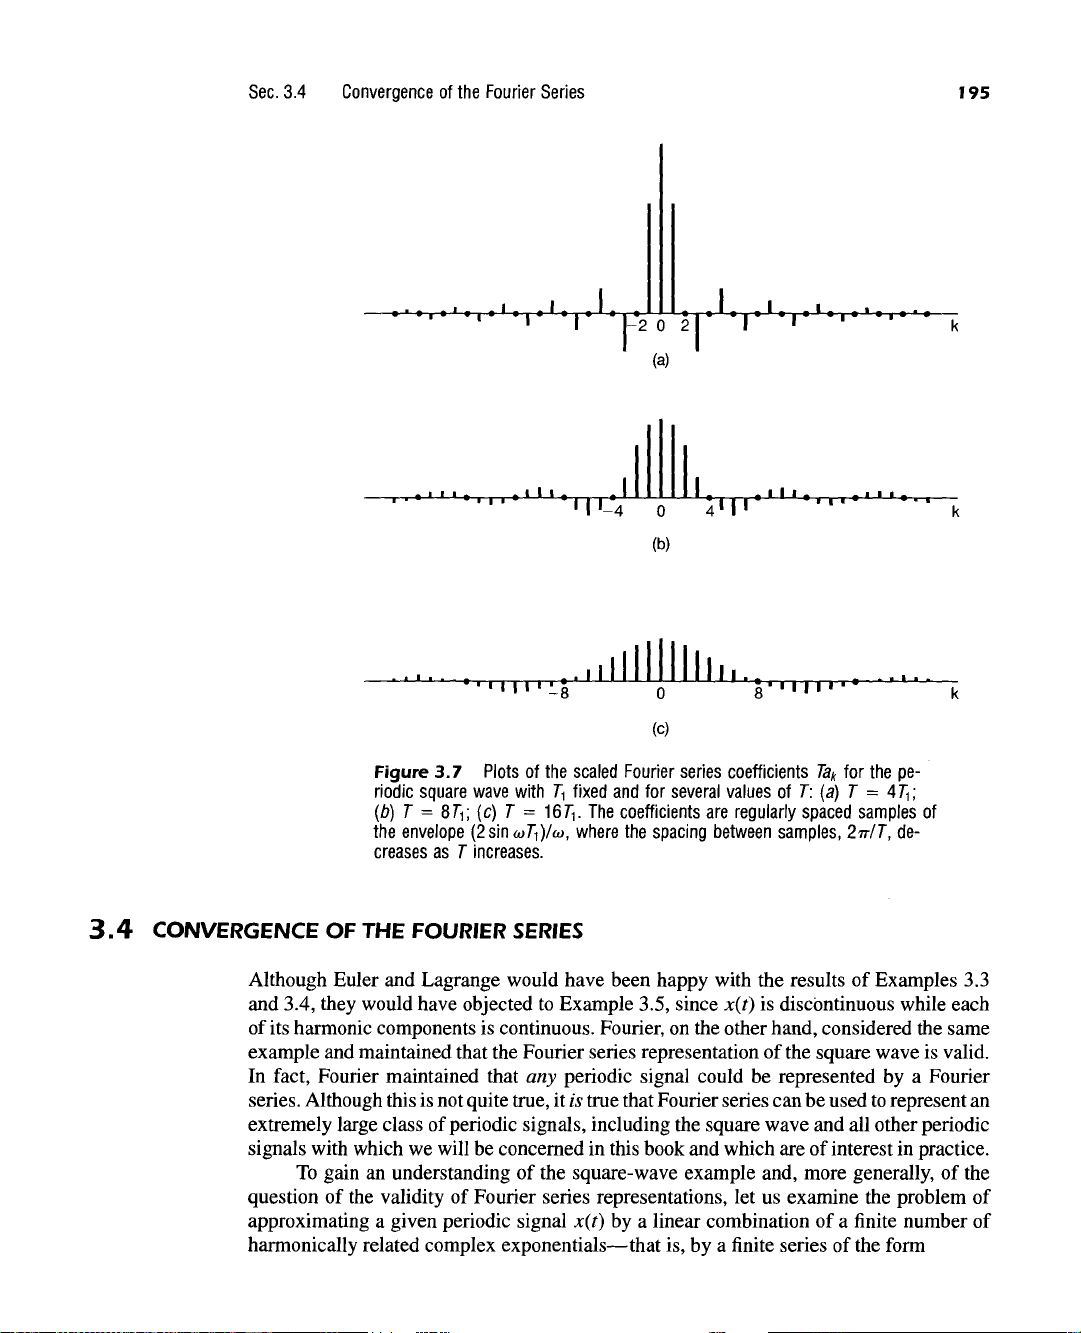 Sec. 3.4 Convergence of the Fourier Series 195
-2 0 2 k
(a)
-4 0 4 k
(b)
-8 0 8 k
(c)
Figure 3.7 Plots of the scaled Fourier series coefficients Taₖ for the pe-
riodic square wave with T₁ fixed and for several values of T: (a) T = 4T₁;
(b) T = 8T₁; (c) T = 16T₁. The coefficients are regularly spaced samples of
the envelope (2 sin ωT₁)/ω, where the spacing between samples, 2π/T, de-
creases as T increases.
3.4 CONVERGENCE OF THE FOURIER SERIES
Although Euler and Lagrange would have been happy with the results of Examples 3.3
and 3.4, they would have objected to Example 3.5, since x(t) is discontinuous while each
of its harmonic components is continuous. Fourier, on the other hand, considered the same
example and maintained that the Fourier series representation of the square wave is valid.
In fact, Fourier maintained that any periodic signal could be represented by a Fourier
series. Although this is not quite true, it is true that Fourier series can be used to represent an
extremely large class of periodic signals, including the square wave and all other periodic
signals with which we will be concerned in this book and which are of interest in practice.
To gain an understanding of the square-wave example and, more generally, of the
question of the validity of Fourier series representations, let us examine the problem of
approximating a given periodic signal x(t) by a linear combination of a finite number of
harmonically related complex exponentials—that is, by a finite series of the form